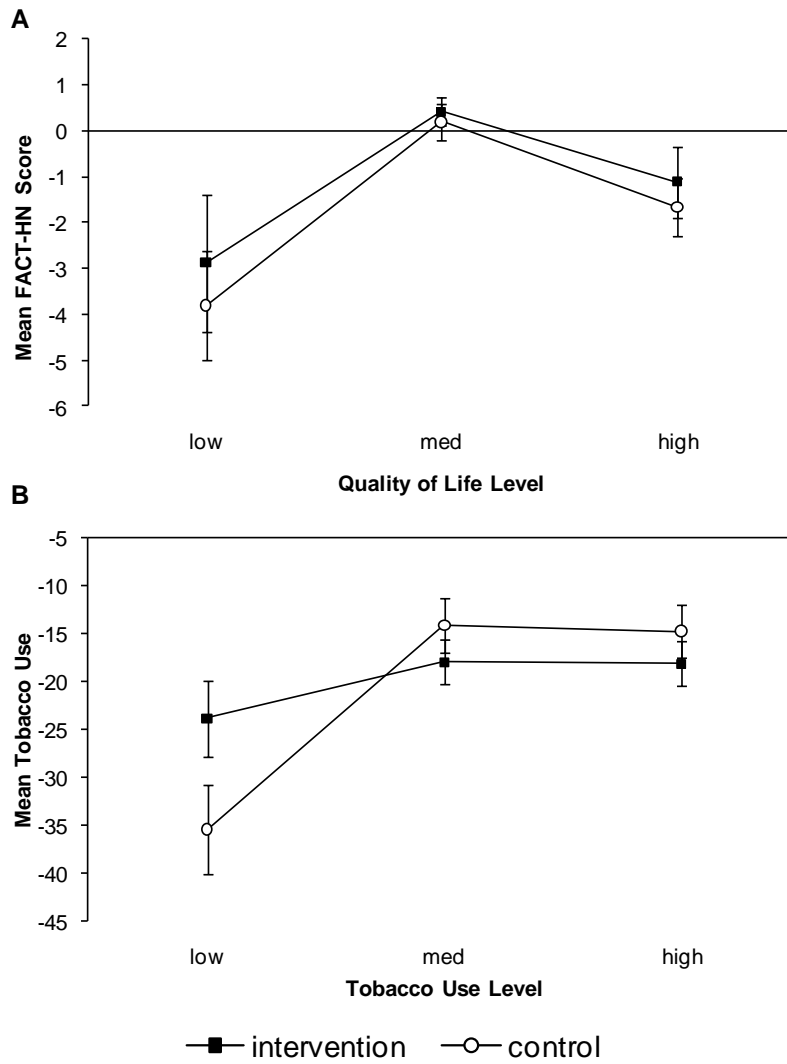 A
2
1
0
-1
-2
-3
-4
-5
-6
Mean FACT-HN Score
low med high
Quality of Life Level
B
-5
-10
-15
-20
-25
-30
-35
-40
-45
Mean Tobacco Use
low med high
Tobacco Use Level
intervention control